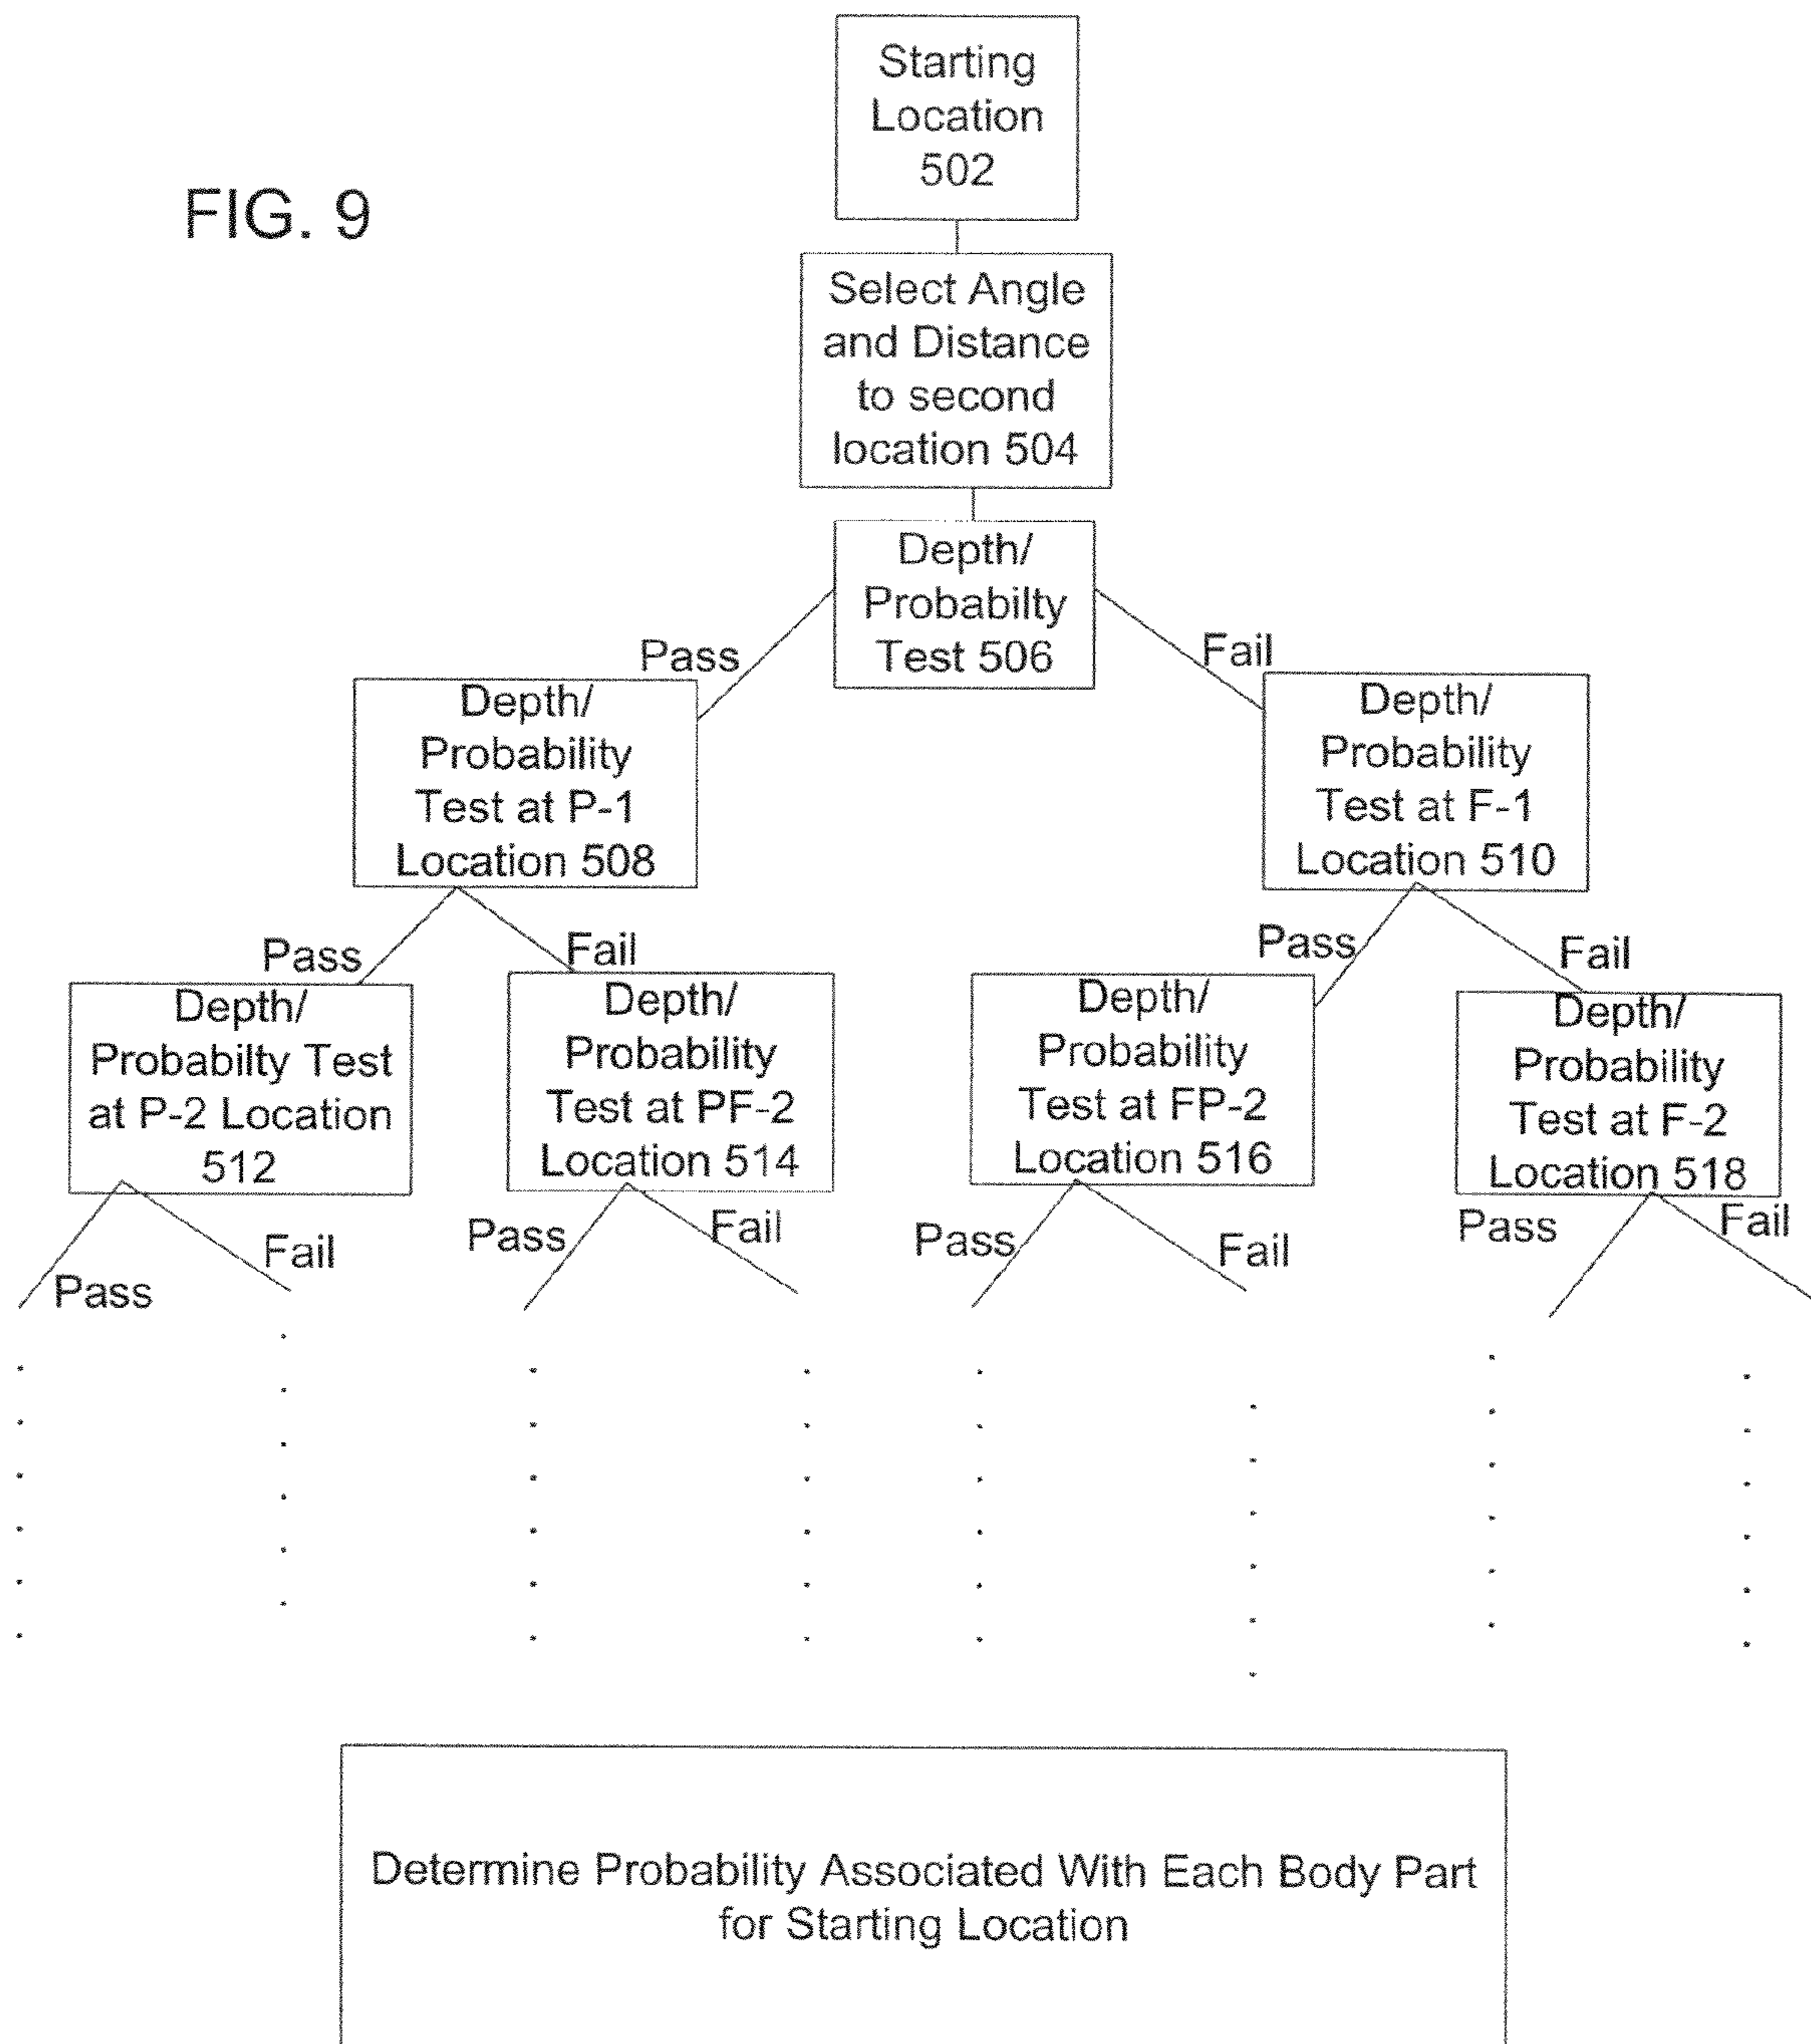 Starting
Location
502
FIG. 9
Select Angle
and Distance
to second
location 504
Depth/
Probabilty
Test 506
Pass
Fail
Depth/
Probability
Test at P-1
Location 508
Depth/
Probability
Test at F-1
Location 510
Pass
Fail
Pass
Fail
Depth/
Probabilty Test
at P-2 Location
512
Depth/
Probability
Test at PF-2
Location 514
Depth/
Probability
Test at FP-2
Location 516
Depth/
Probability
Test at F-2
Location 518
Pass
Fail
Pass
Fail
Pass
Fail
Pass
Fail
Determine Probability Associated With Each Body Part
for Starting Location